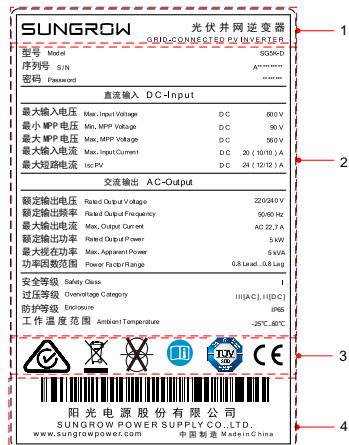 SUNGROW 光伏并网逆变器 1
GRID-CONNECTED PV INVERTER
型号 Model SG5K-D
序列号 S/N A**********
密码 Password ********
直流输入 DC-Input
最大输入电压 Max. Input Voltage DC 600 V
最小 MPP 电压 Min. MPP Voltage DC 90 V
最大 MPP 电压 Max. MPP Voltage DC 560 V
最大输入电流 Max. Input Current DC 20 ( 10/10 ) A 2
最大短路电流 Isc PV DC 24 ( 12/12 ) A
交流输出 AC-Output
额定输出电压 Rated Output Voltage 220/240 V
额定输出频率 Rated Output Frequency 50/60 Hz
最大输出电流 Max. Output Current AC 22,7 A
额定输出功率 Rated Output Power 5 kW
最大视在功率 Max. Apparent Power 5 kVA
功率因数范围 Power Factor Range 0.8 Lead...0.8 Lag
安全等级 Safety Class I
过压等级 Overvoltage Category III[AC], II[DC]
防护等级 Enclosure IP65
工作温度范围 Ambient Temperature -25℃...60℃
TÜV CE 3
阳光电源股份有限公司
SUNGROW POWER SUPPLY CO., LTD. 4
www.sungrowpower.com 中国制造 Made in China